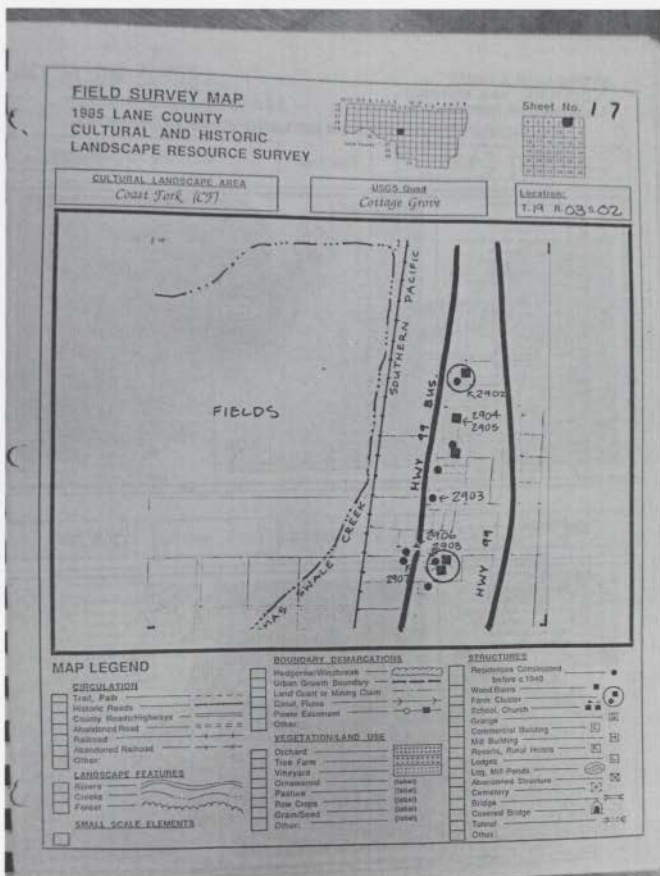 FIELD SURVEY MAP
1985 LANE COUNTY
CULTURAL AND HISTORIC
LANDSCAPE RESOURCE SURVEY
Sheet No. 17
CULTURAL LANDSCAPE AREA
Coast Fork (CF)
USGS Quad
Cottage Grove
Location:
T.19 R.03 S.02
SOUTHERN PACIFIC
HWY 99 BUS.
2902
FIELDS
2904
2905
2903
HWY 99
SWALE CREEK
2906
2908
2907
MAP LEGEND
CIRCULATION
Trail, Path
Historic Roads
County Roads/Highways
Abandoned Road
Railroad
Abandoned Railroad
Other:
LANDSCAPE FEATURES
Rivers
Creeks
Forest
SMALL SCALE ELEMENTS
BOUNDARY DEMARCATIONS
Hedgerow/Windbreak
Urban Growth Boundary
Land Grant or Mining Claim
Canal, Flume
Power Easement
Other:
VEGETATION/LAND USE
Orchard
Tree Farm
Vineyard
Ornamental (label)
Pasture (label)
Row Crops (label)
Grain/Seed (label)
Other:
STRUCTURES
Residences Constructed
before c.1940
Wood Barns
Farm Cluster
School, Church
Grange
Commercial Building
Mill Building
Resorts, Rural Hotels
Lodges
Log, Mill Ponds
Abandoned Structure
Cemetery
Bridge
Covered Bridge
Tunnel
Other: